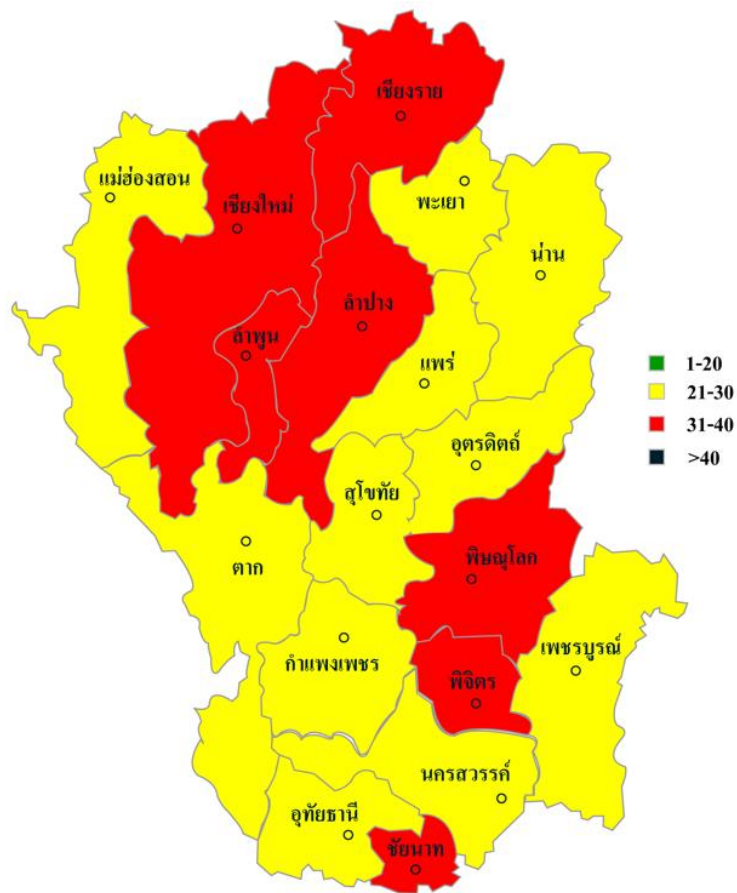 เชียงราย
แม่ฮ่องสอน
เชียงใหม่
พะเยา
น่าน
ลำปาง
ลำพูน
แพร่
1-20
21-30
31-40
>40
อุตรดิตถ์
สุโขทัย
ตาก
พิษณุโลก
กำแพงเพชร
พิจิตร
เพชรบูรณ์
นครสวรรค์
อุทัยธานี
ชัยนาท